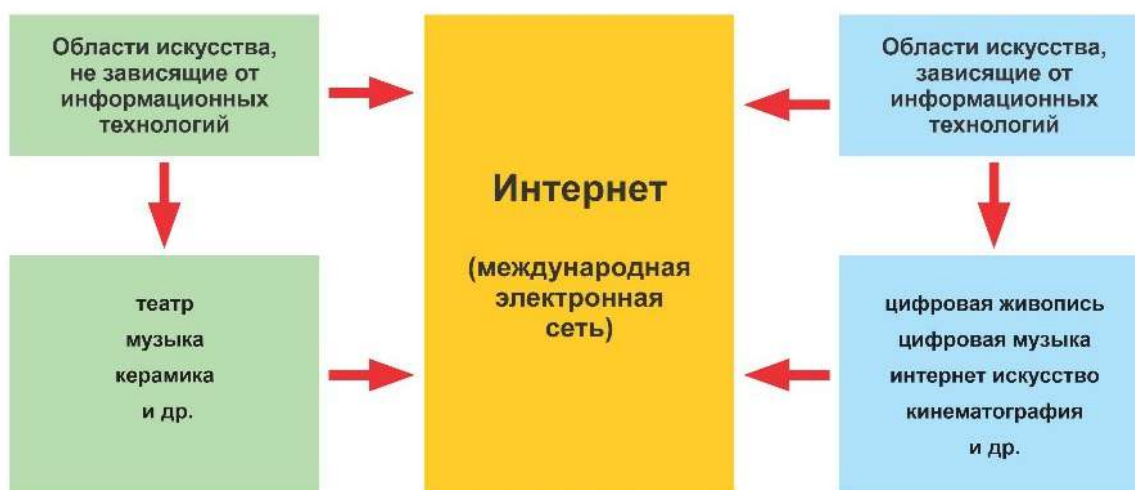 Области искусства,
не зависящие от
информационных
технологий
театр
музыка
керамика
и др.
Интернет
(международная
электронная
сеть)
Области искусства,
зависящие от
информационных
технологий
цифровая живопись
цифровая музыка
интернет искусство
кинематография
и др.